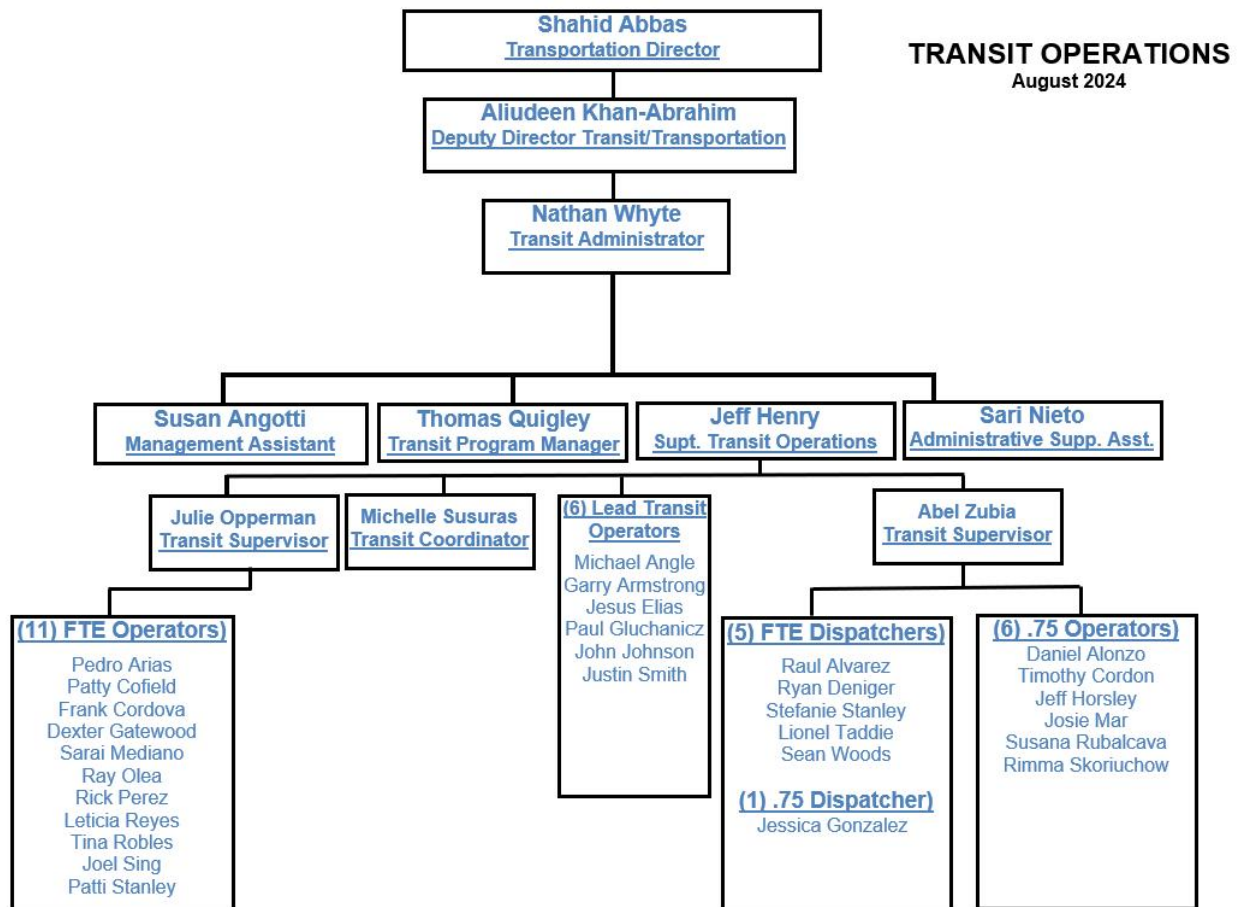 Shahid Abbas
Transportation Director
TRANSIT OPERATIONS
August 2024
Aliudeen Khan-Abrahim
Deputy Director Transit/Transportation
Nathan Whyte
Transit Administrator
Susan Angotti
Management Assistant
Thomas Quigley
Transit Program Manager
Jeff Henry
Supt. Transit Operations
Sari Nieto
Administrative Supp. Asst.
Julie Opperman
Transit Supervisor
Michelle Susuras
Transit Coordinator
(6) Lead Transit
Operators
Michael Angle
Garry Armstrong
Jesus Elias
Paul Gluchanicz
John Johnson
Justin Smith
Abel Zubia
Transit Supervisor
(11) FTE Operators)
Pedro Arias
Patty Cofield
Frank Cordova
Dexter Gatewood
Sarai Mediano
Ray Olea
Rick Perez
Leticia Reyes
Tina Robles
Joel Sing
Patti Stanley
(5) FTE Dispatchers)
Raul Alvarez
Ryan Deniger
Stefanie Stanley
Lionel Taddie
Sean Woods
(1) .75 Dispatcher)
Jessica Gonzalez
(6) .75 Operators)
Daniel Alonzo
Timothy Cordon
Jeff Horsley
Josie Mar
Susana Rubalcava
Rimma Skoriuchow